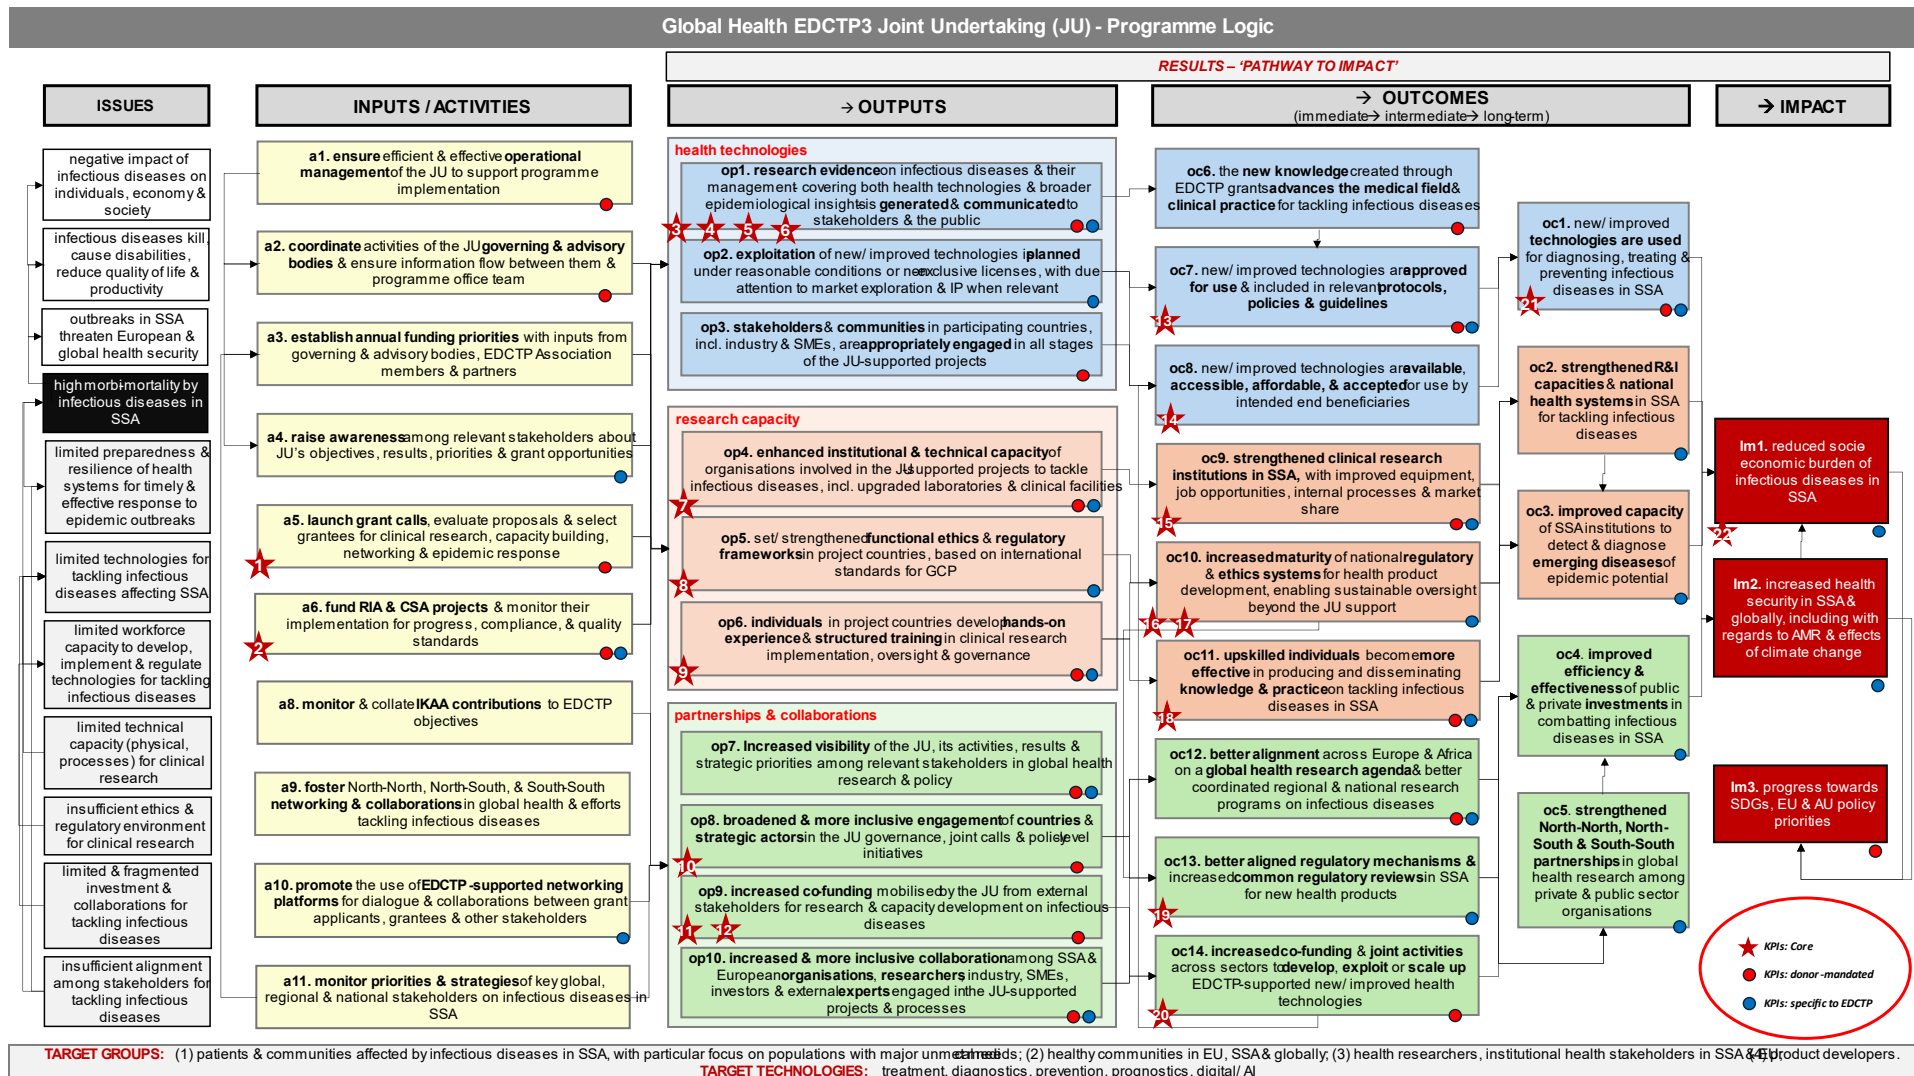 Global Health EDCTP3 Joint Undertaking (JU) - Programme Logic
RESULTS – ‘PATHWAY TO IMPACT’
ISSUES
INPUTS / ACTIVITIES
→ OUTPUTS
→ OUTCOMES
(immediate→ intermediate→ long-term)
→ IMPACT
negative impact of
infectious diseases on
individuals, economy &
society
infectious diseases kill,
cause disabilities,
reduce quality of life &
productivity
outbreaks in SSA
threaten European &
global health security
high morbi-mortality by
infectious diseases in
SSA
limited preparedness &
resilience of health
systems for timely &
effective response to
epidemic outbreaks
limited technologies for
tackling infectious
diseases affecting SSA
limited workforce
capacity to develop,
implement & regulate
technologies for tackling
infectious diseases
limited technical
capacity (physical,
processes) for clinical
research
insufficient ethics &
regulatory environment
for clinical research
limited & fragmented
investment &
collaborations for
tackling infectious
diseases
insufficient alignment
among stakeholders for
tackling infectious
diseases
a1. ensure efficient & effective operational
management of the JU to support programme
implementation
a2. coordinate activities of the JU governing & advisory
bodies & ensure information flow between them &
programme office team
a3. establish annual funding priorities with inputs from
governing & advisory bodies, EDCTP Association
members & partners
a4. raise awareness among relevant stakeholders about
JU’s objectives, results, priorities & grant opportunities
a5. launch grant calls, evaluate proposals & select
grantees for clinical research, capacity building,
networking & epidemic response
1
a6. fund RIA & CSA projects & monitor their
implementation for progress, compliance, & quality
standards
2
a8. monitor & collate IKAA contributions to EDCTP
objectives
a9. foster North-North, North-South, & South-South
networking & collaborations in global health & efforts
tackling infectious diseases
a10. promote the use of EDCTP-supported networking
platforms for dialogue & collaborations between grant
applicants, grantees & other stakeholders
a11. monitor priorities & strategies of key global,
regional & national stakeholders on infectious diseases in
SSA
health technologies
op1. research evidence on infectious diseases & their
management - covering both health technologies & broader
epidemiological insights - is generated & communicated to
stakeholders & the public
3 4 5 6
op2. exploitation of new/ improved technologies is planned
under reasonable conditions or non-exclusive licenses, with due
attention to market exploration & IP when relevant
op3. stakeholders & communities in participating countries,
incl. industry & SMEs, are appropriately engaged in all stages
of the JU-supported projects
research capacity
op4. enhanced institutional & technical capacity of
organisations involved in the JU-supported projects to tackle
infectious diseases, incl. upgraded laboratories & clinical facilities
7
op5. set/ strengthened functional ethics & regulatory
frameworks in project countries, based on international
standards for GCP
8
op6. individuals in project countries develop hands-on
experience & structured training in clinical research
implementation, oversight & governance
9
partnerships & collaborations
op7. Increased visibility of the JU, its activities, results &
strategic priorities among relevant stakeholders in global health
research & policy
op8. broadened & more inclusive engagement of countries &
strategic actors in the JU governance, joint calls & policy-level
initiatives
10
op9. increased co-funding mobilised by the JU from external
stakeholders for research & capacity development on infectious
diseases
11 12
op10. increased & more inclusive collaboration among SSA &
European organisations, researchers, industry, SMEs,
investors & external experts engaged in the JU-supported
projects & processes
oc6. the new knowledge created through
EDCTP grants advances the medical field &
clinical practice for tackling infectious diseases
oc7. new/ improved technologies are approved
for use & included in relevant protocols,
policies & guidelines
13
oc8. new/ improved technologies are available,
accessible, affordable, & accepted for use by
intended end beneficiaries
14
oc9. strengthened clinical research
institutions in SSA, with improved equipment,
job opportunities, internal processes & market
share
15
oc10. increased maturity of national regulatory
& ethics systems for health product
development, enabling sustainable oversight
beyond the JU support
16 17
oc11. upskilled individuals become more
effective in producing and disseminating
knowledge & practice on tackling infectious
diseases in SSA
18
oc12. better alignment across Europe & Africa
on a global health research agenda & better
coordinated regional & national research
programs on infectious diseases
oc13. better aligned regulatory mechanisms &
increased common regulatory reviews in SSA
for new health products
19
oc14. increased co-funding & joint activities
across sectors to develop, exploit or scale up
EDCTP-supported new/ improved health
technologies
20
oc1. new/ improved
technologies are used
for diagnosing, treating &
preventing infectious
diseases in SSA
21
oc2. strengthened R&I
capacities & national
health systems in SSA
for tackling infectious
diseases
oc3. improved capacity
of SSA institutions to
detect & diagnose
emerging diseases of
epidemic potential
oc4. improved
efficiency &
effectiveness of public
& private investments in
combatting infectious
diseases in SSA
oc5. strengthened
North-North, North-
South & South-South
partnerships in global
health research among
private & public sector
organisations
Im1. reduced socio-
economic burden of
infectious diseases in
SSA
22
Im2. increased health
security in SSA &
globally, including with
regards to AMR & effects
of climate change
Im3. progress towards
SDGs, EU & AU policy
priorities
KPIs: Core
KPIs: donor-mandated
KPIs: specific to EDCTP
TARGET GROUPS: (1) patients & communities affected by infectious diseases in SSA, with particular focus on populations with major unmet medical needs; (2) healthy communities in EU, SSA & globally; (3) health researchers, institutional health stakeholders in SSA & EU; (4) product developers.
TARGET TECHNOLOGIES: treatment, diagnostics, prevention, prognostics, digital/ AI